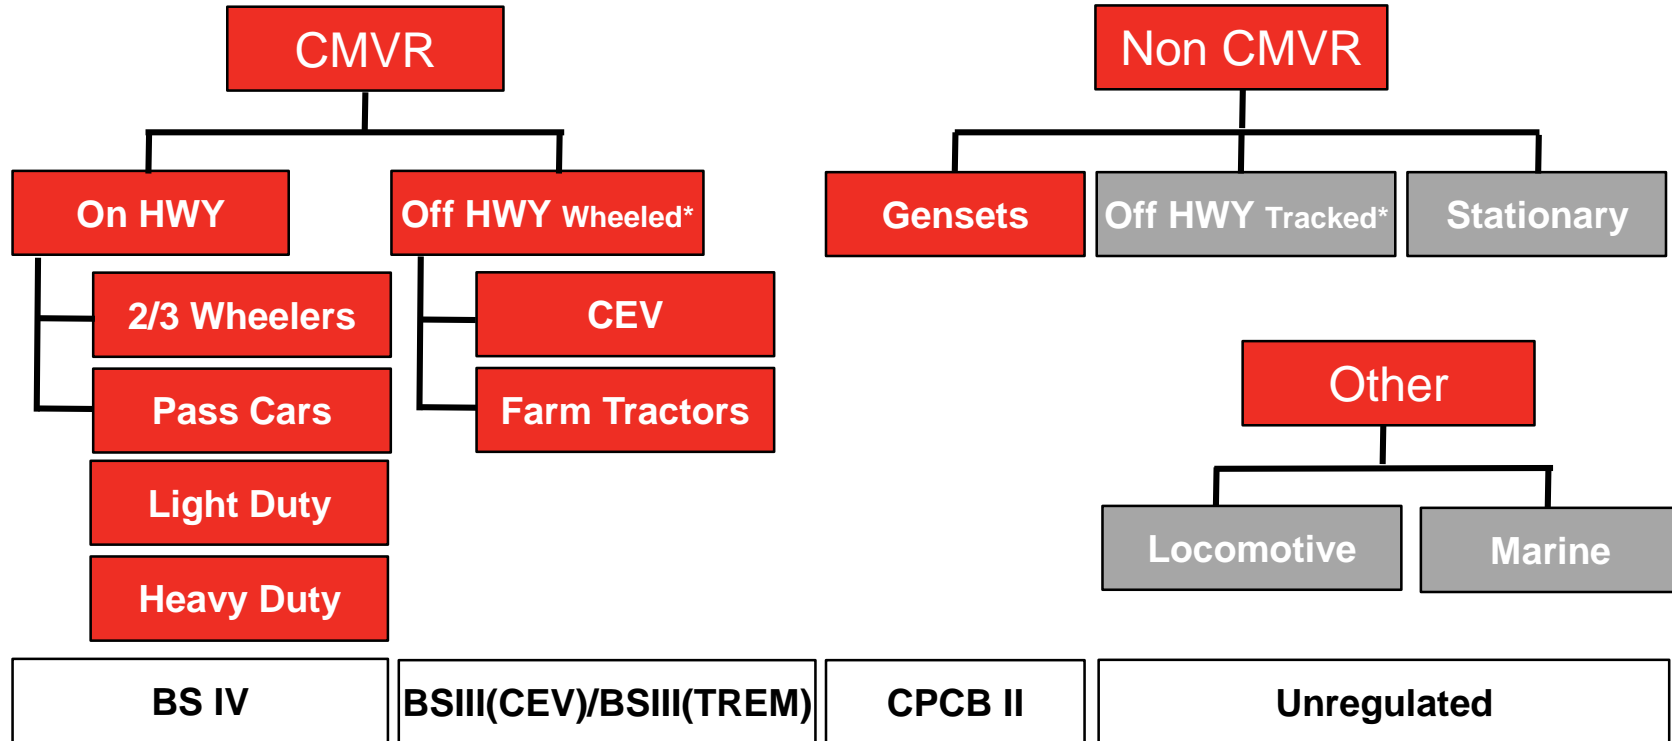 CMVR
Non CMVR
On HWY
Off HWY Wheeled*
Gensets
Off HWY Tracked*
Stationary
2/3 Wheelers
CEV
Pass Cars
Farm Tractors
Other
Light Duty
Locomotive
Marine
Heavy Duty
BS IV
BSIII(CEV)/BSIII(TREM)
CPCB II
Unregulated